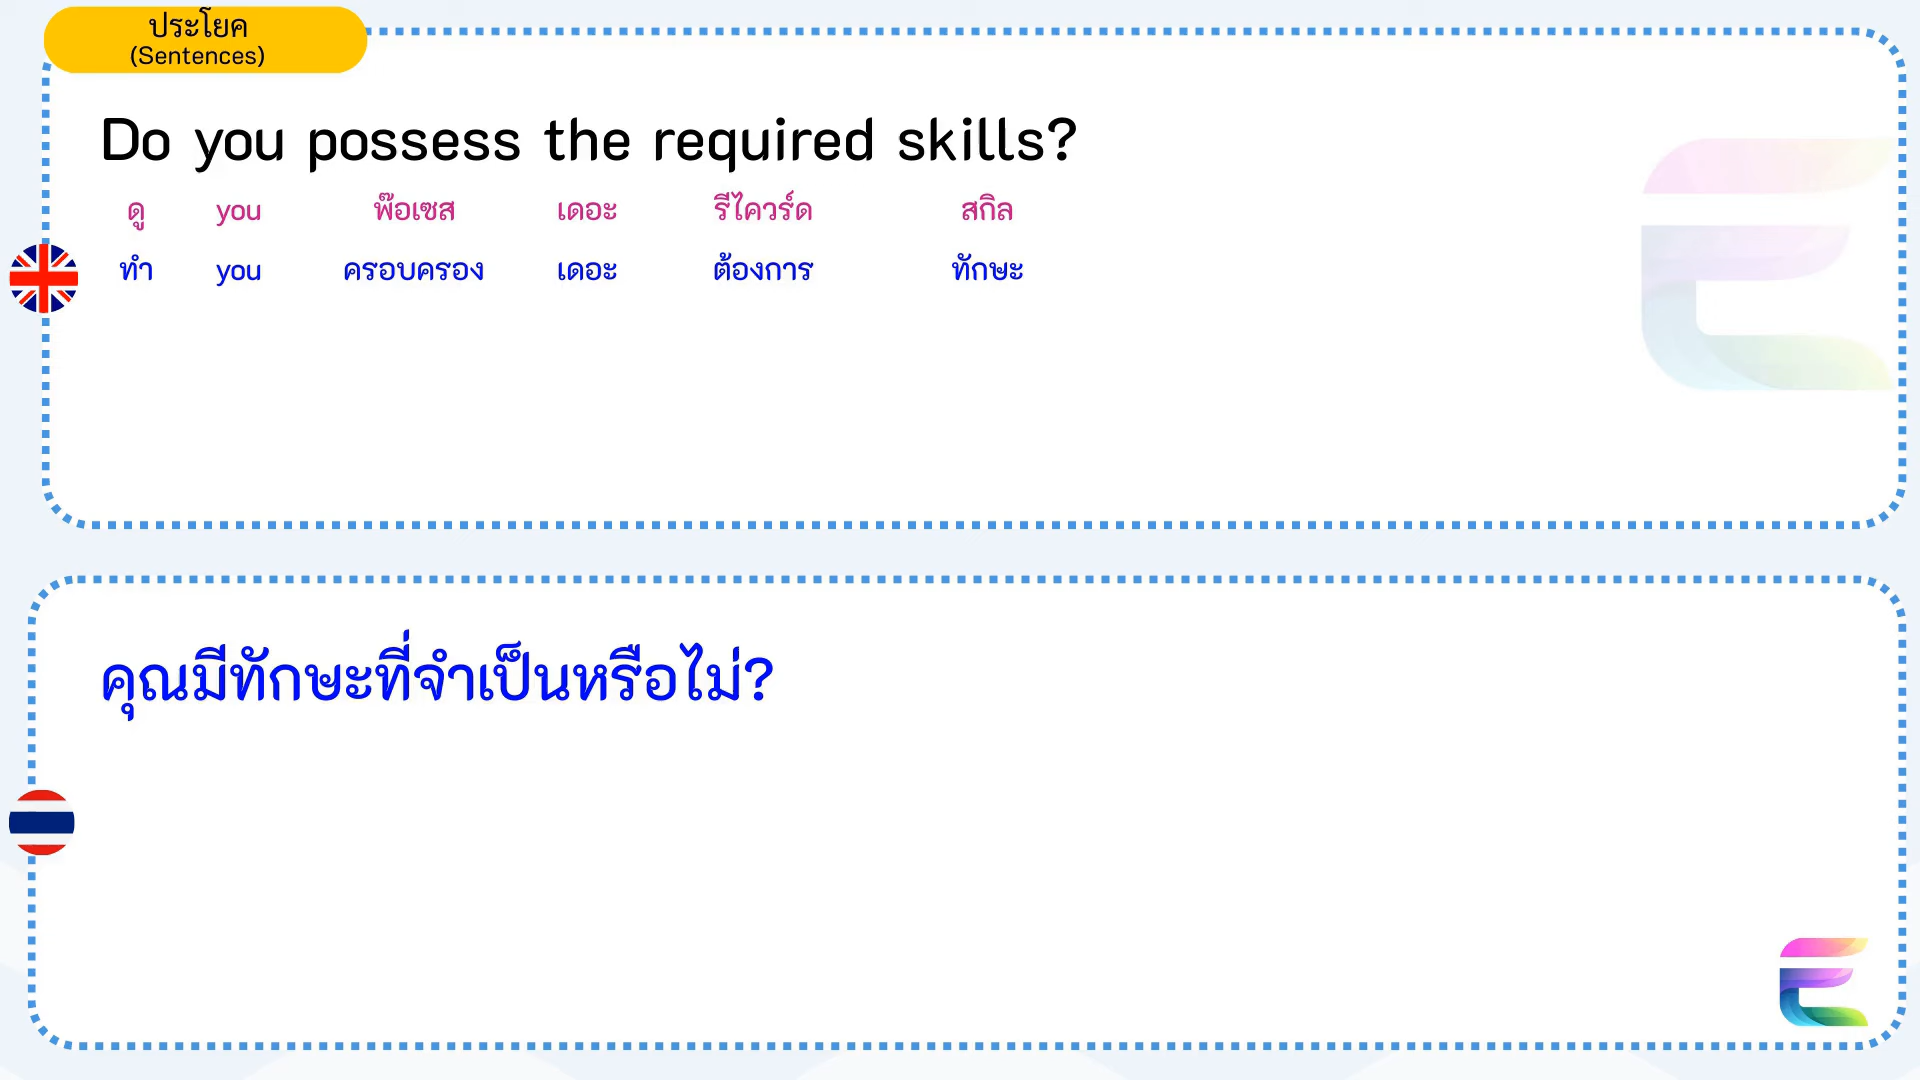 ประโยค
(Sentences)
Do you possess the required skills?
ดู you พ๊อเซส เดอะ รีไควร์ด สกิล
ทำ you ครอบครอง เดอะ ต้องการ ทักษะ
คุณมีทักษะที่จำเป็นหรือไม่?